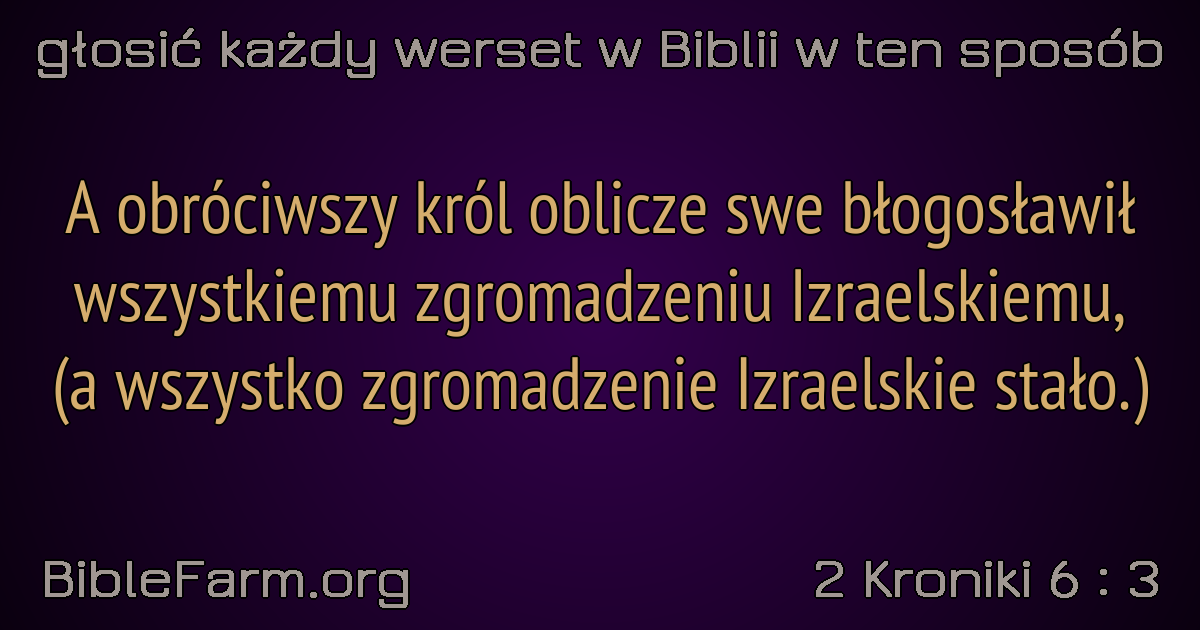 głosić każdy werset w Biblii w ten sposób
A obróciwszy król oblicze swe błogosławił
wszystkiemu zgromadzeniu Izraelskiemu,
(a wszystko zgromadzenie Izraelskie stało.)
BibleFarm.org
2 Kroniki 6 : 3